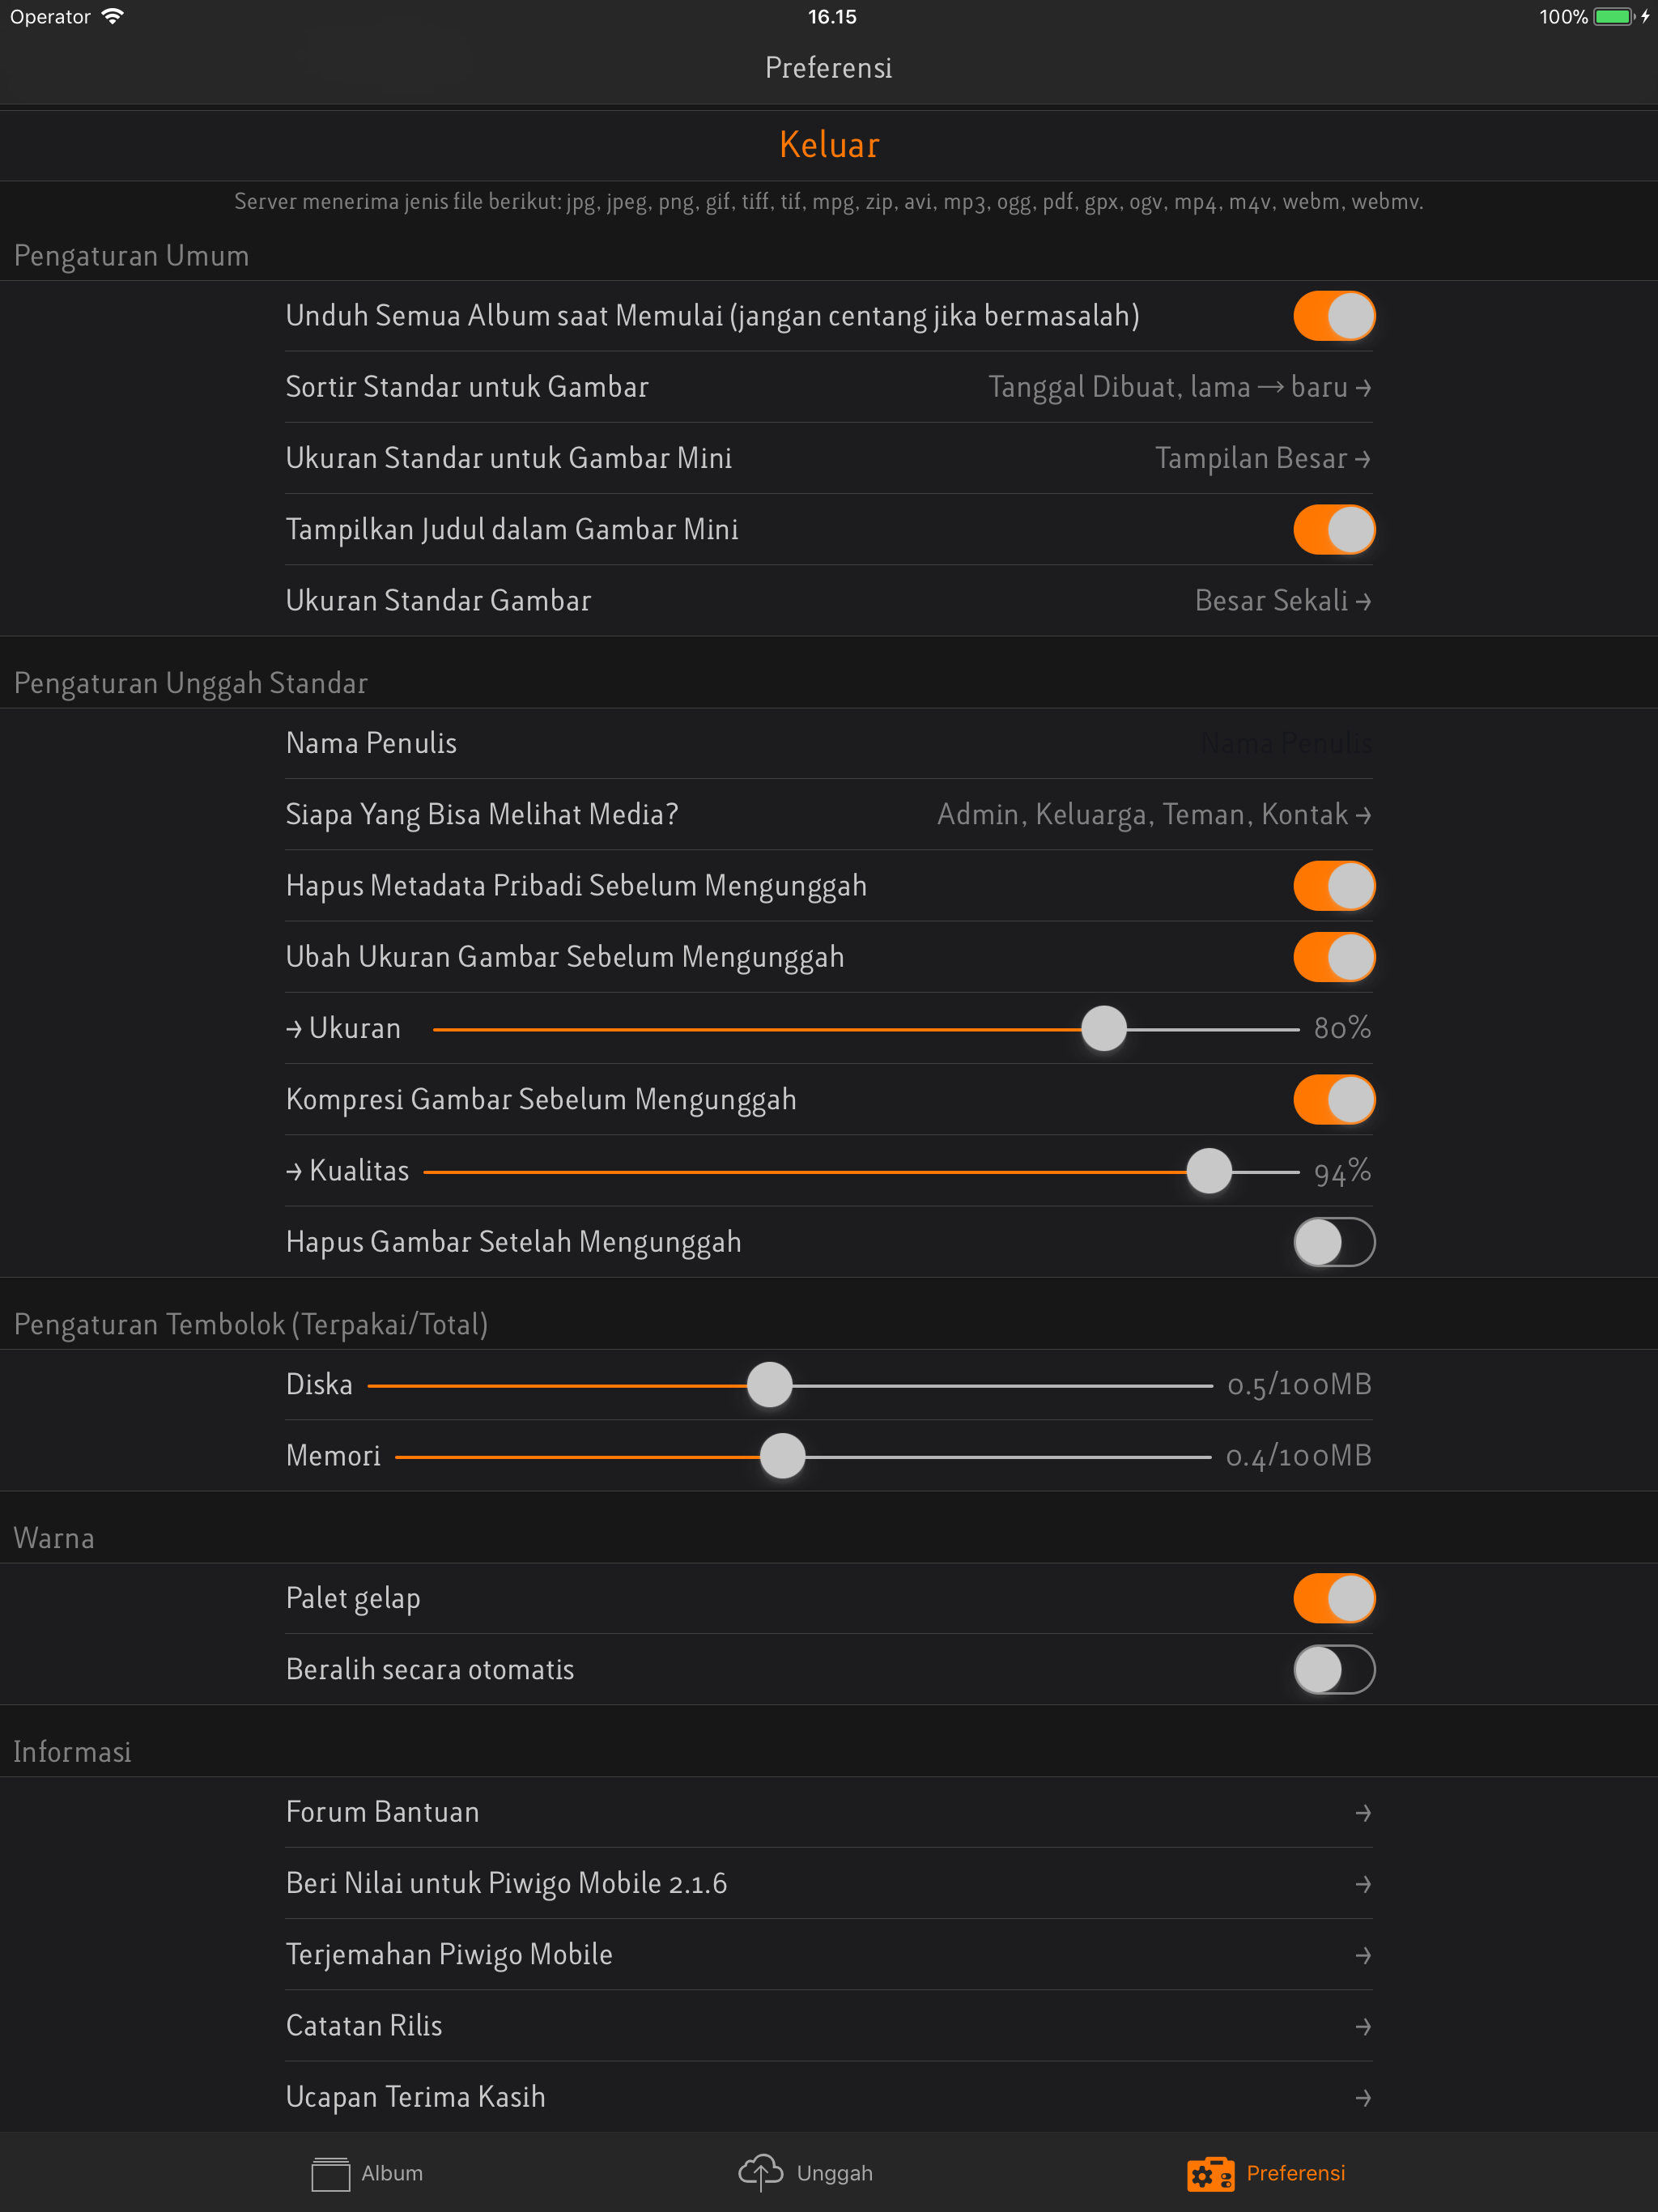 Operator 16.15 100%
Preferensi
Keluar
Server menerima jenis file berikut: jpg, jpeg, png, gif, tiff, tif, mpg, zip, avi, mp3, ogg, pdf, gpx, ogv, mp4, m4v, webm, webmv.
Pengaturan Umum
Unduh Semua Album saat Memulai (jangan centang jika bermasalah)
Sortir Standar untuk Gambar Tanggal Dibuat, lama → baru →
Ukuran Standar untuk Gambar Mini Tampilan Besar →
Tampilkan Judul dalam Gambar Mini
Ukuran Standar Gambar Besar Sekali →
Pengaturan Unggah Standar
Nama Penulis Nama Penulis
Siapa Yang Bisa Melihat Media? Admin, Keluarga, Teman, Kontak →
Hapus Metadata Pribadi Sebelum Mengunggah
Ubah Ukuran Gambar Sebelum Mengunggah
→ Ukuran 80%
Kompresi Gambar Sebelum Mengunggah
→ Kualitas 94%
Hapus Gambar Setelah Mengunggah
Pengaturan Tembolok (Terpakai/Total)
Diska 0.5/100MB
Memori 0.4/100MB
Warna
Palet gelap
Beralih secara otomatis
Informasi
Forum Bantuan →
Beri Nilai untuk Piwigo Mobile 2.1.6 →
Terjemahan Piwigo Mobile →
Catatan Rilis →
Ucapan Terima Kasih →
Album Unggah Preferensi